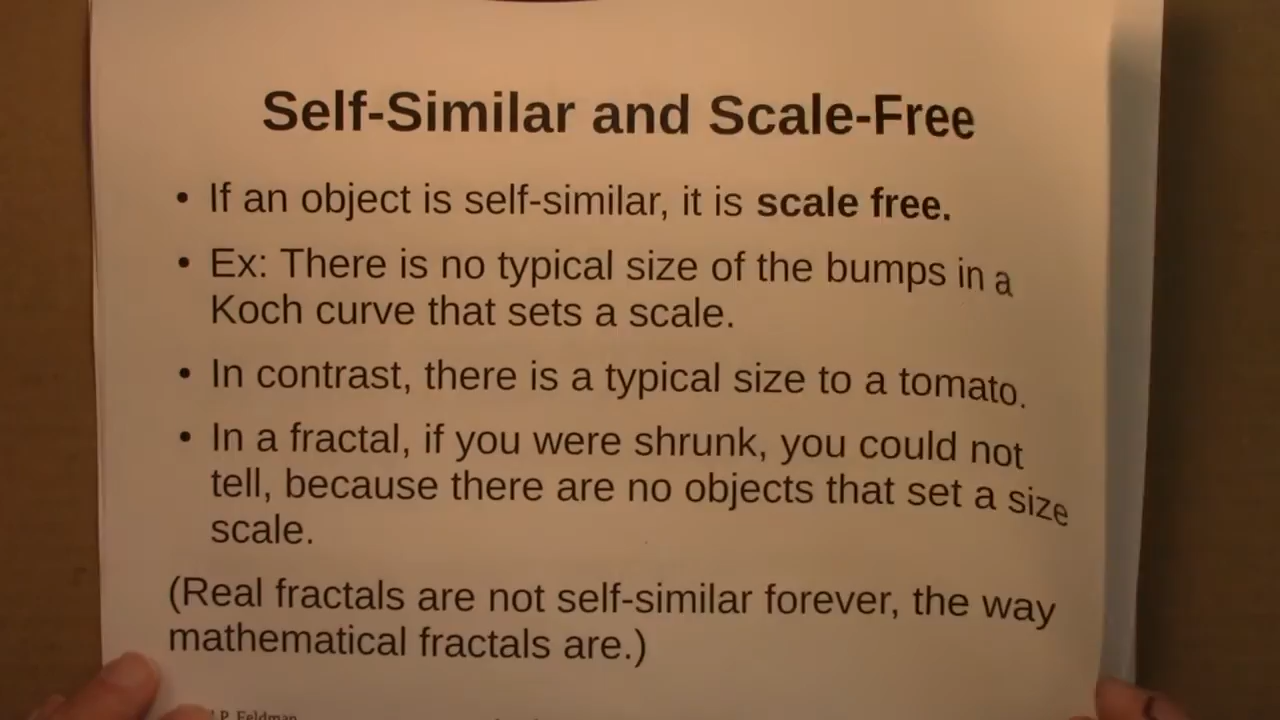 Self-Similar and Scale-Free
• If an object is self-similar, it is scale free.
• Ex: There is no typical size of the bumps in a
Koch curve that sets a scale.
• In contrast, there is a typical size to a tomato.
• In a fractal, if you were shrunk, you could not
tell, because there are no objects that set a size
scale.
(Real fractals are not self-similar forever, the way
mathematical fractals are.)
P. Feldman